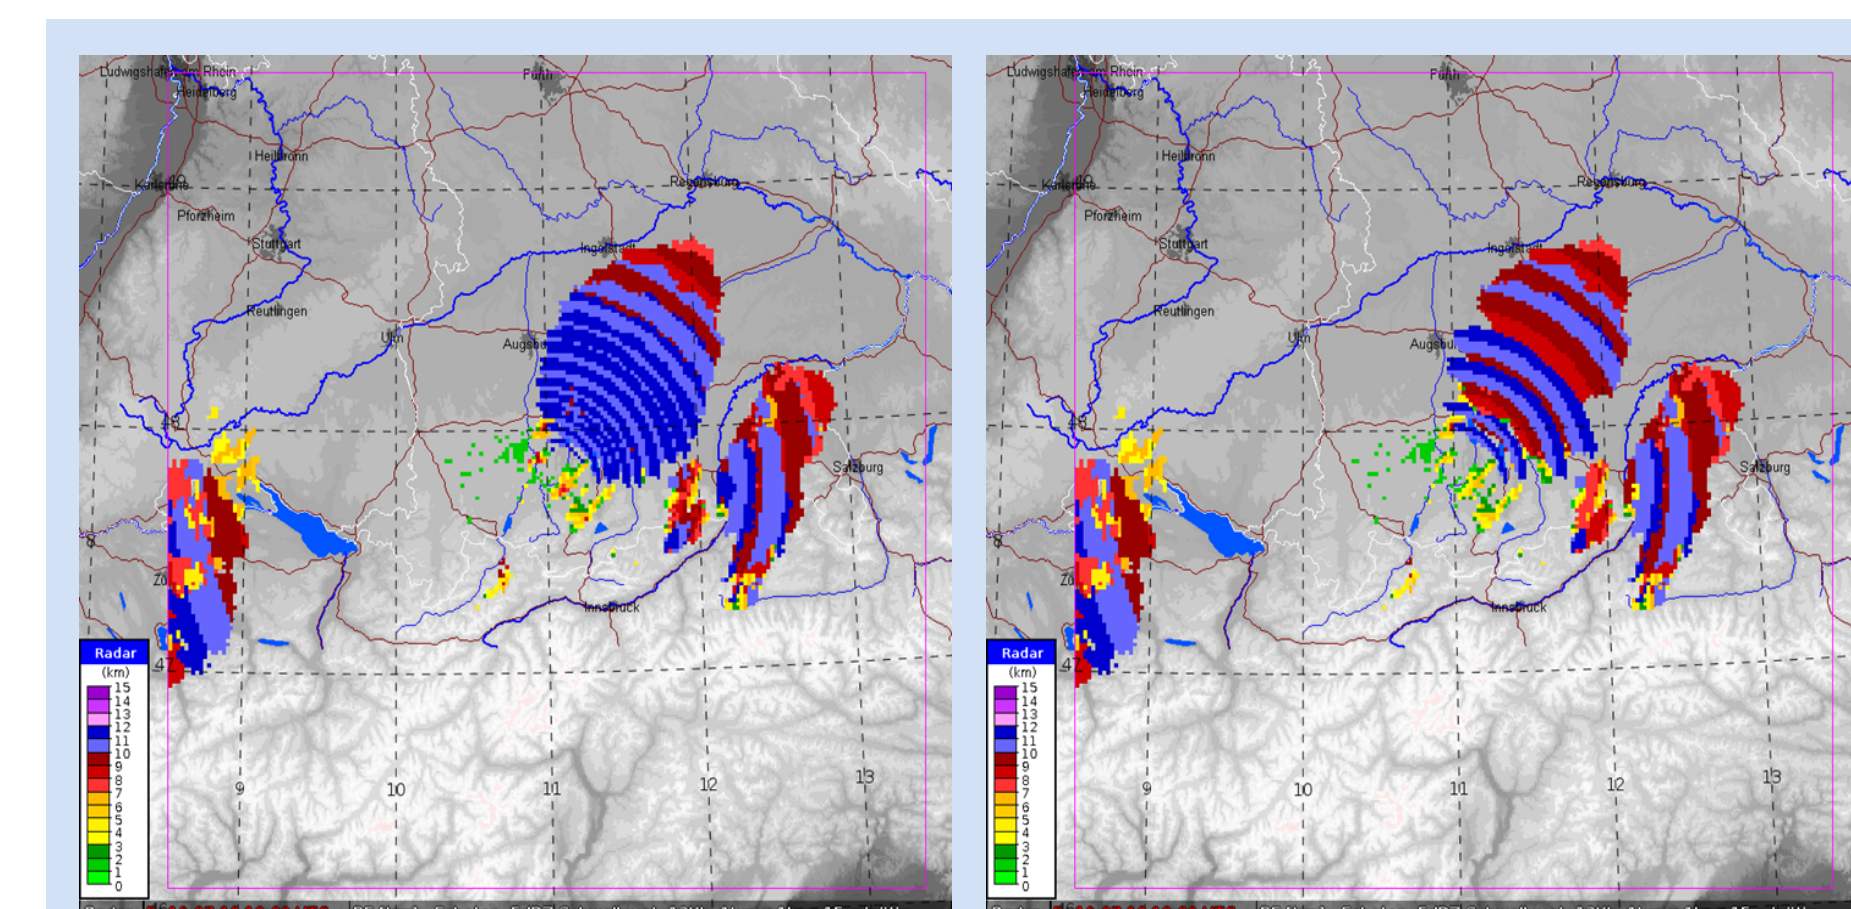 Ludwigshafen am Rhein
Fürth
Heidelberg
Heilbronn
49
Karlsruhe
Regensburg
Pforzheim
Stuttgart
Ingolstadt
Reutlingen
Ulm
Augsbu
48
Salzburg
8
Innsbruck
47
Radar
(km)
15
14
13
12
11
10
9
8
7
6
5
4
3
2
1
0
9
10
11
12
13
Ludwigshafen am Rhein
Fürth
Heidelberg
Heilbronn
49
Karlsruhe
Regensburg
Pforzheim
Stuttgart
Ingolstadt
Reutlingen
Ulm
Augsbu
48
Salzburg
8
Innsbruck
47
Radar
(km)
15
14
13
12
11
10
9
8
7
6
5
4
3
2
1
0
9
10
11
12
13